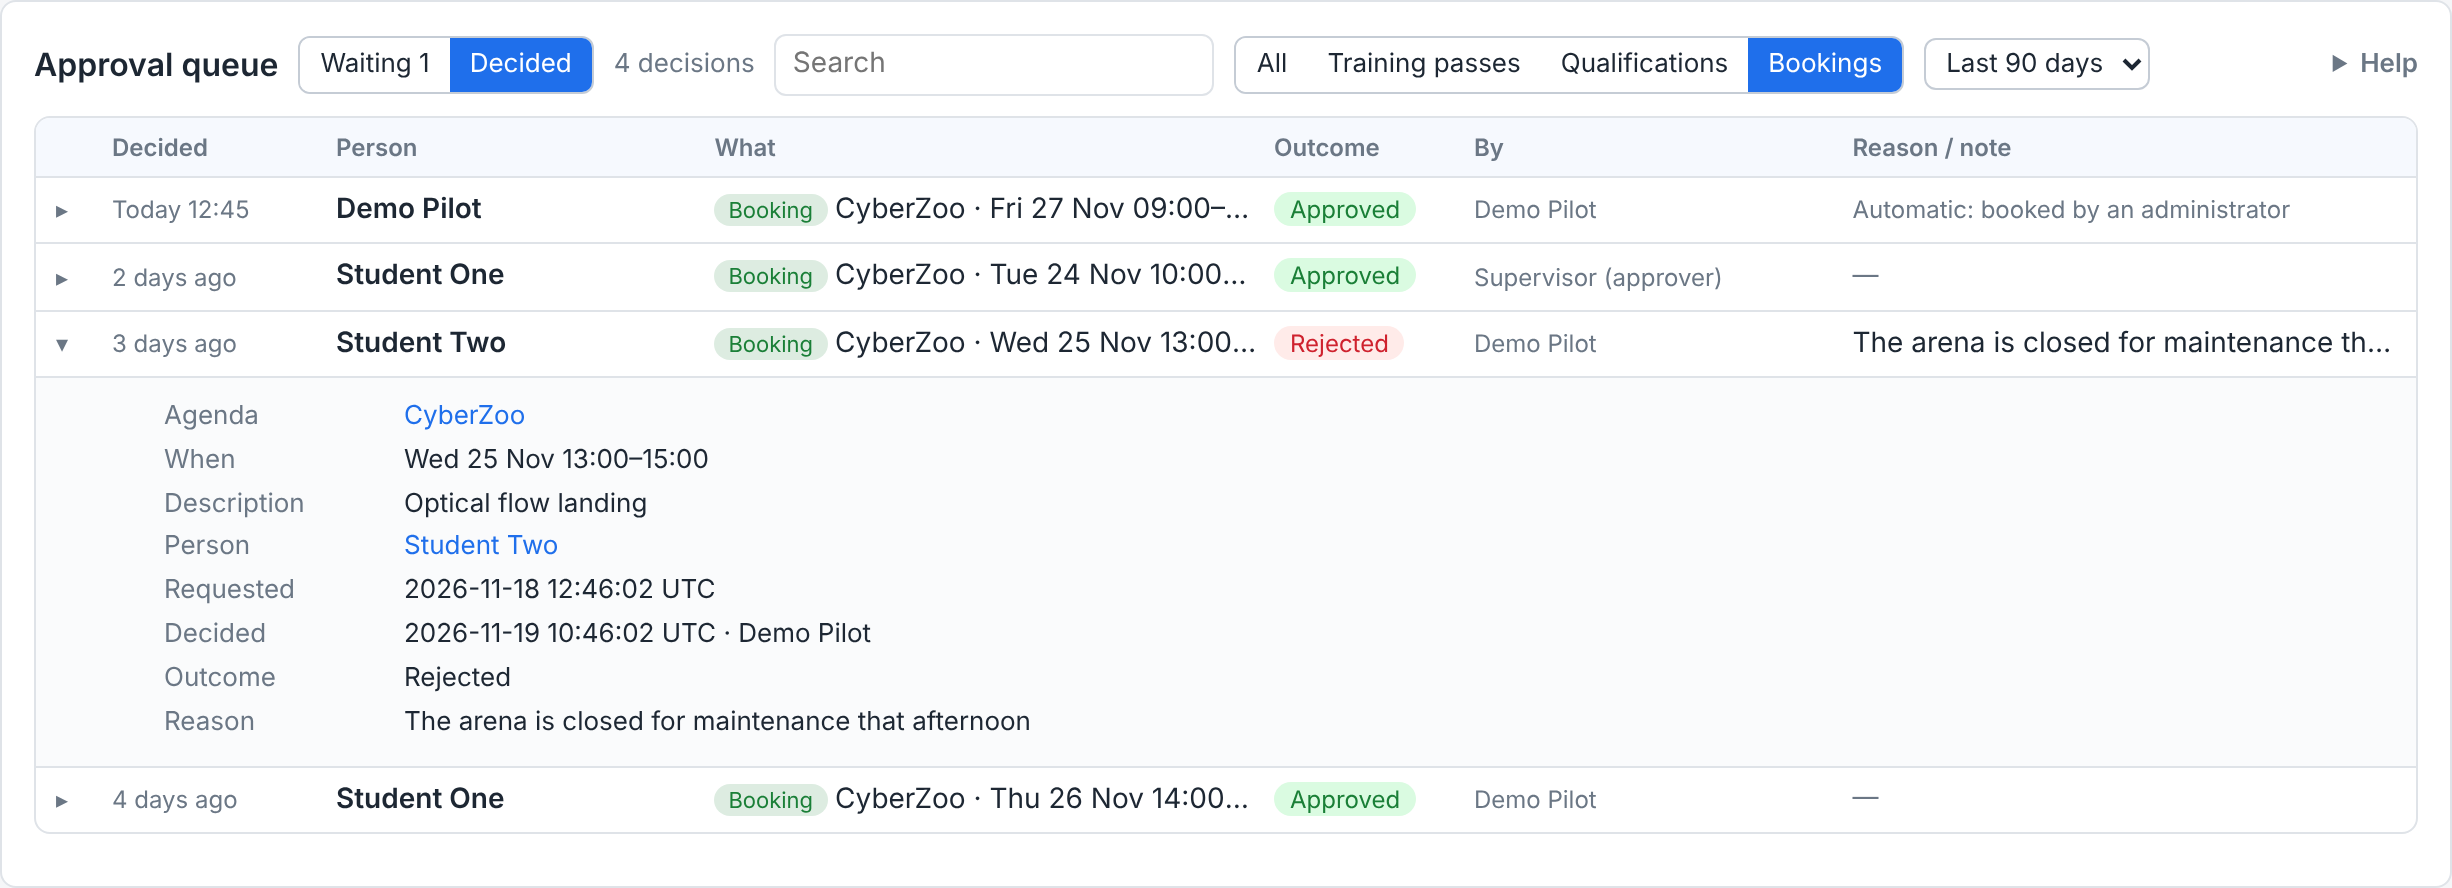 Approval queue Waiting 1 Decided 4 decisions Search All Training passes Qualifications Bookings Last 90 days Help
Decided Person What Outcome By Reason / note
Today 12:45 Demo Pilot Booking CyberZoo · Fri 27 Nov 09:00–... Approved Demo Pilot Automatic: booked by an administrator
2 days ago Student One Booking CyberZoo · Tue 24 Nov 10:00... Approved Supervisor (approver) —
3 days ago Student Two Booking CyberZoo · Wed 25 Nov 13:00... Rejected Demo Pilot The arena is closed for maintenance th...
Agenda CyberZoo
When Wed 25 Nov 13:00–15:00
Description Optical flow landing
Person Student Two
Requested 2026-11-18 12:46:02 UTC
Decided 2026-11-19 10:46:02 UTC · Demo Pilot
Outcome Rejected
Reason The arena is closed for maintenance that afternoon
4 days ago Student One Booking CyberZoo · Thu 26 Nov 14:00... Approved Demo Pilot —